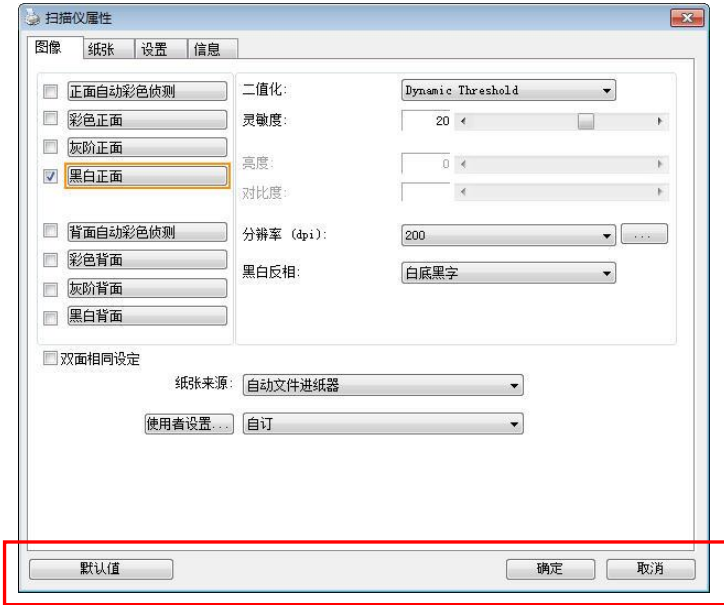 扫描仪属性
图像 纸张 设置 信息
正面自动彩色侦测
彩色正面
灰阶正面
黑白正面
背面自动彩色侦测
彩色背面
灰阶背面
黑白背面
二值化: Dynamic Threshold
灵敏度: 20
亮度: 0
对比度:
分辨率 (dpi): 200 ...
黑白反相: 白底黑字
双面相同设定
纸张来源: 自动文件进纸器
使用者设置... 自订
默认值 确定 取消